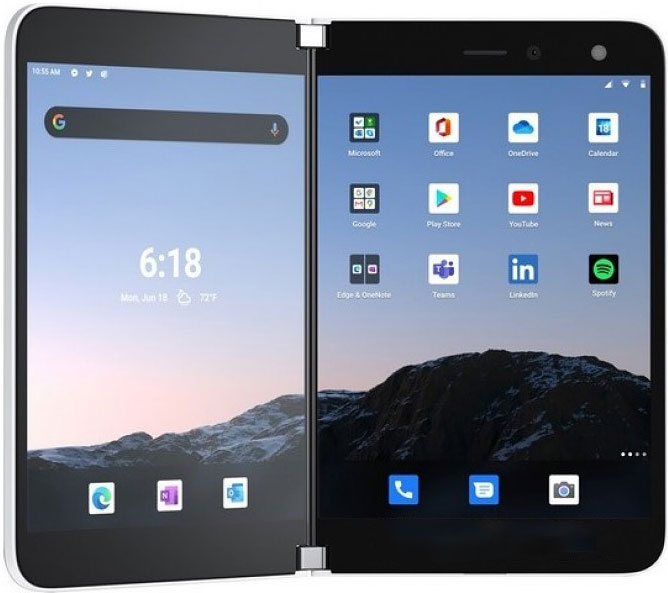 10:55 AM
G
6:18
Mon, Jun 18 72°F
N
Microsoft Office OneDrive 18 Calendar
Google Play Store YouTube News
Edge & OneNote Teams in LinkedIn Spotify